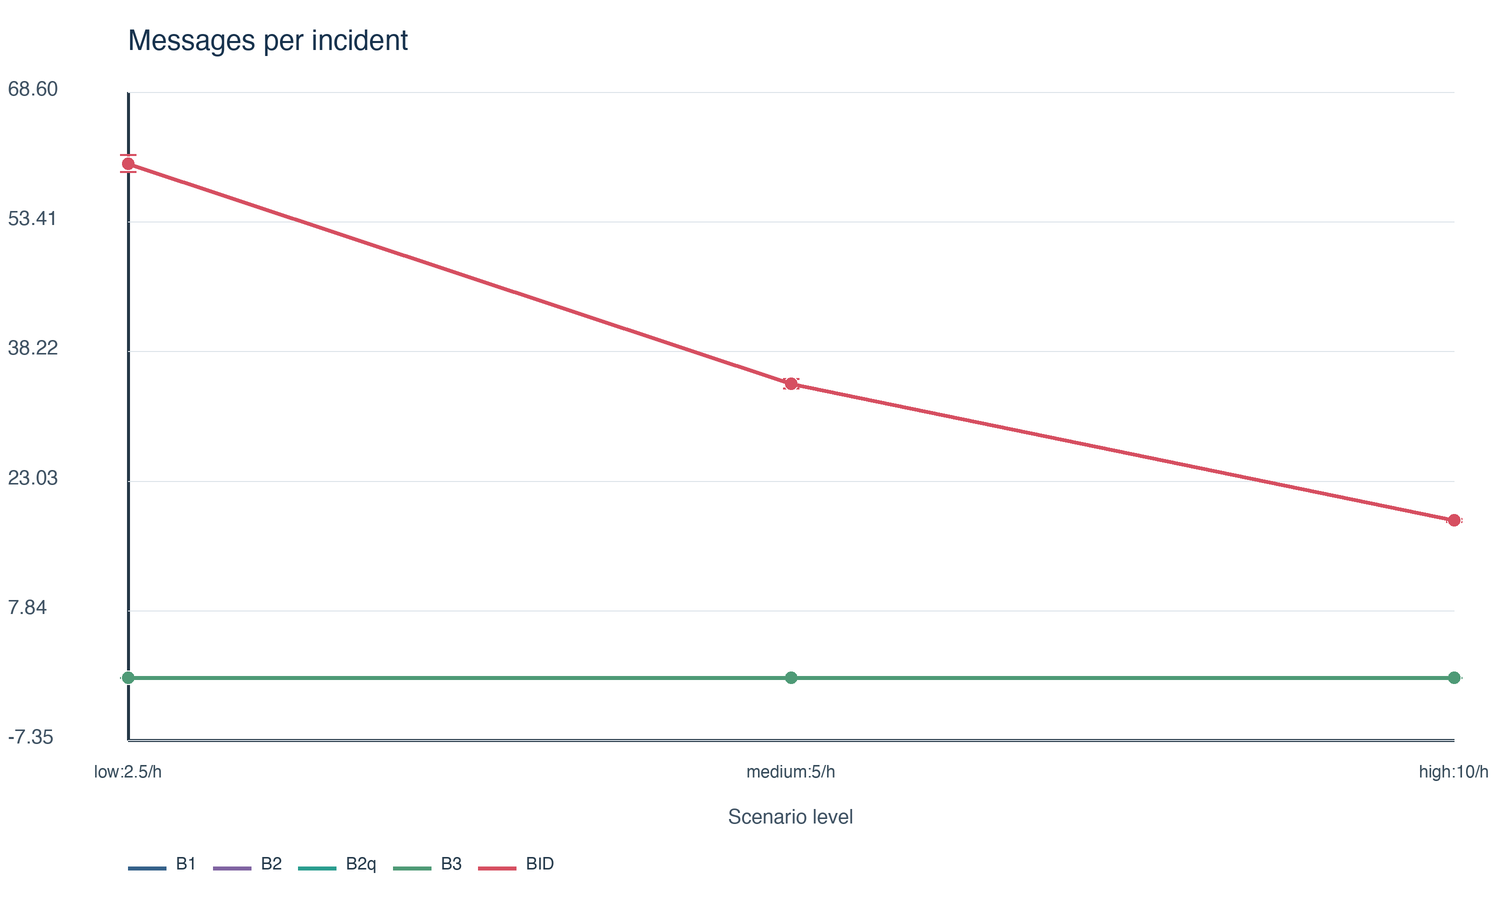 Messages per incident
68.60
53.41
38.22
23.03
7.84
-7.35
low:2.5/h medium:5/h high:10/h
Scenario level
B1 B2 B2q B3 BID